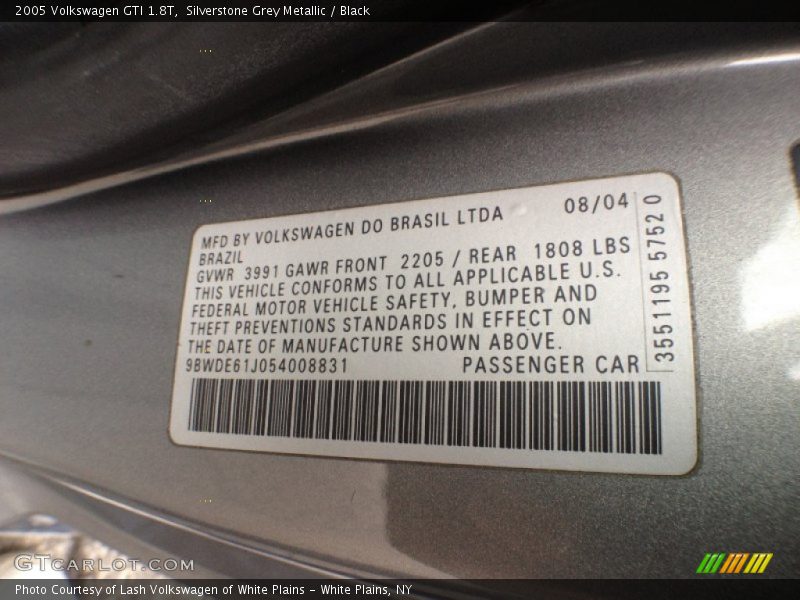 2005 Volkswagen GTI 1.8T,  Silverstone Grey Metallic / Black
MFD BY VOLKSWAGEN DO BRASIL LTDA 08/04
BRAZIL
GVWR 3991 GAWR FRONT 2205 / REAR 1808 LBS
THIS VEHICLE CONFORMS TO ALL APPLICABLE U.S.
FEDERAL MOTOR VEHICLE SAFETY, BUMPER AND
THEFT PREVENTIONS STANDARDS IN EFFECT ON
THE DATE OF MANUFACTURE SHOWN ABOVE.
9BWDE61J054008831 PASSENGER CAR
3551195 5752 0
GTCARLOT.COM
Photo Courtesy of Lash Volkswagen of White Plains - White Plains, NY